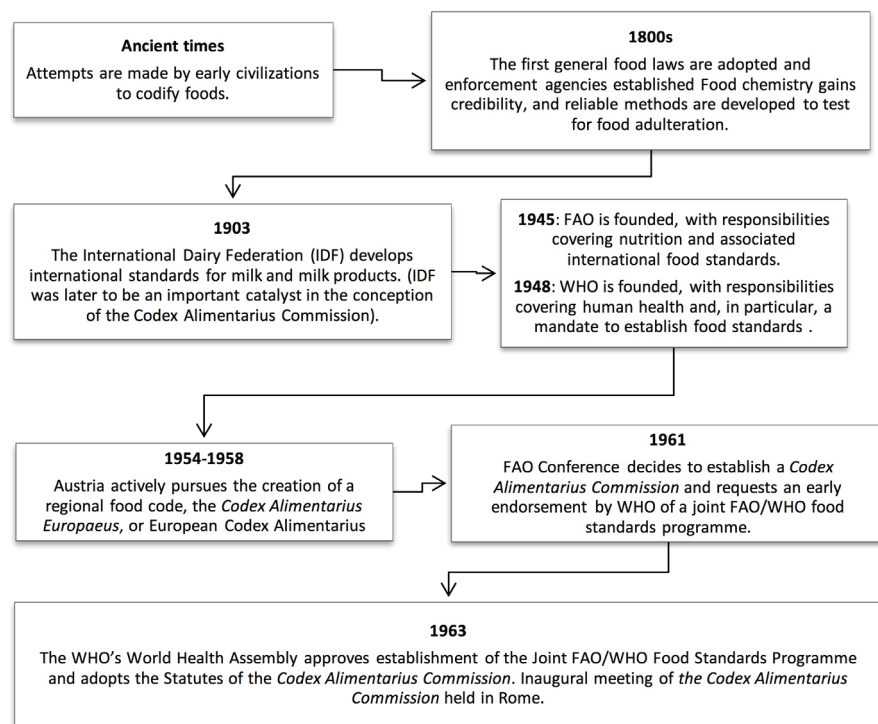 Ancient times
Attempts are made by early civilizations
to codify foods.
1800s
The first general food laws are adopted and
enforcement agencies established Food chemistry gains
credibility, and reliable methods are developed to test
for food adulteration.
1903
The International Dairy Federation (IDF) develops
international standards for milk and milk products. (IDF
was later to be an important catalyst in the conception
of the Codex Alimentarius Commission).
1945: FAO is founded, with responsibilities
covering nutrition and associated
international food standards.
1948: WHO is founded, with responsibilities
covering human health and, in particular, a
mandate to establish food standards .
1954-1958
Austria actively pursues the creation of a
regional food code, the Codex Alimentarius
Europaeus, or European Codex Alimentarius
1961
FAO Conference decides to establish a Codex
Alimentarius Commission and requests an early
endorsement by WHO of a joint FAO/WHO food
standards programme.
1963
The WHO’s World Health Assembly approves establishment of the Joint FAO/WHO Food Standards Programme
and adopts the Statutes of the Codex Alimentarius Commission. Inaugural meeting of the Codex Alimentarius
Commission held in Rome.